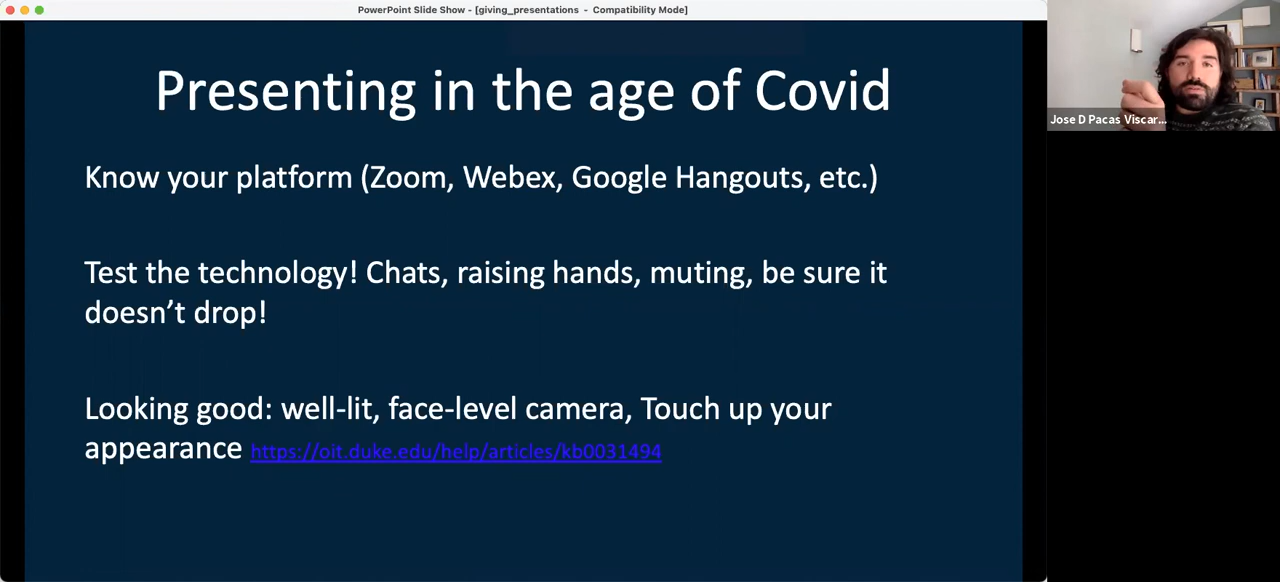 PowerPoint Slide Show - [giving_presentations - Compatibility Mode]
Presenting in the age of Covid
Know your platform (Zoom, Webex, Google Hangouts, etc.)
Test the technology! Chats, raising hands, muting, be sure it
doesn’t drop!
Looking good: well-lit, face-level camera, Touch up your
appearance https://oit.duke.edu/help/articles/kb0031494
Jose D Pacas Viscar...